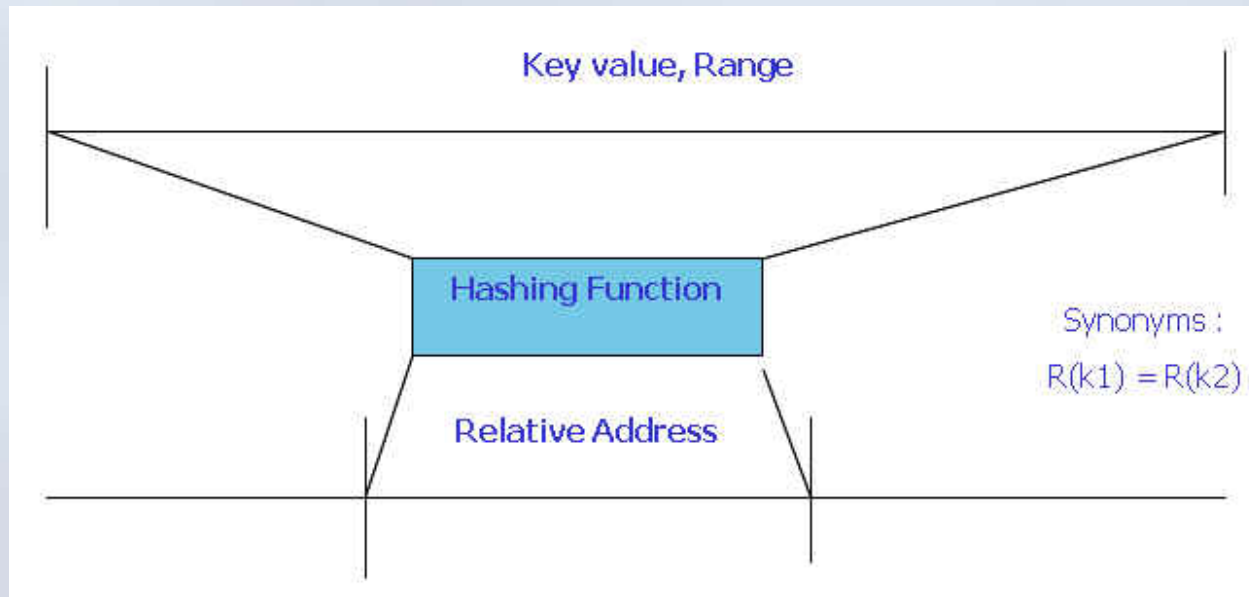 Key value, Range
Hashing Function
Synonyms :
R(k1) = R(k2)
Relative Address